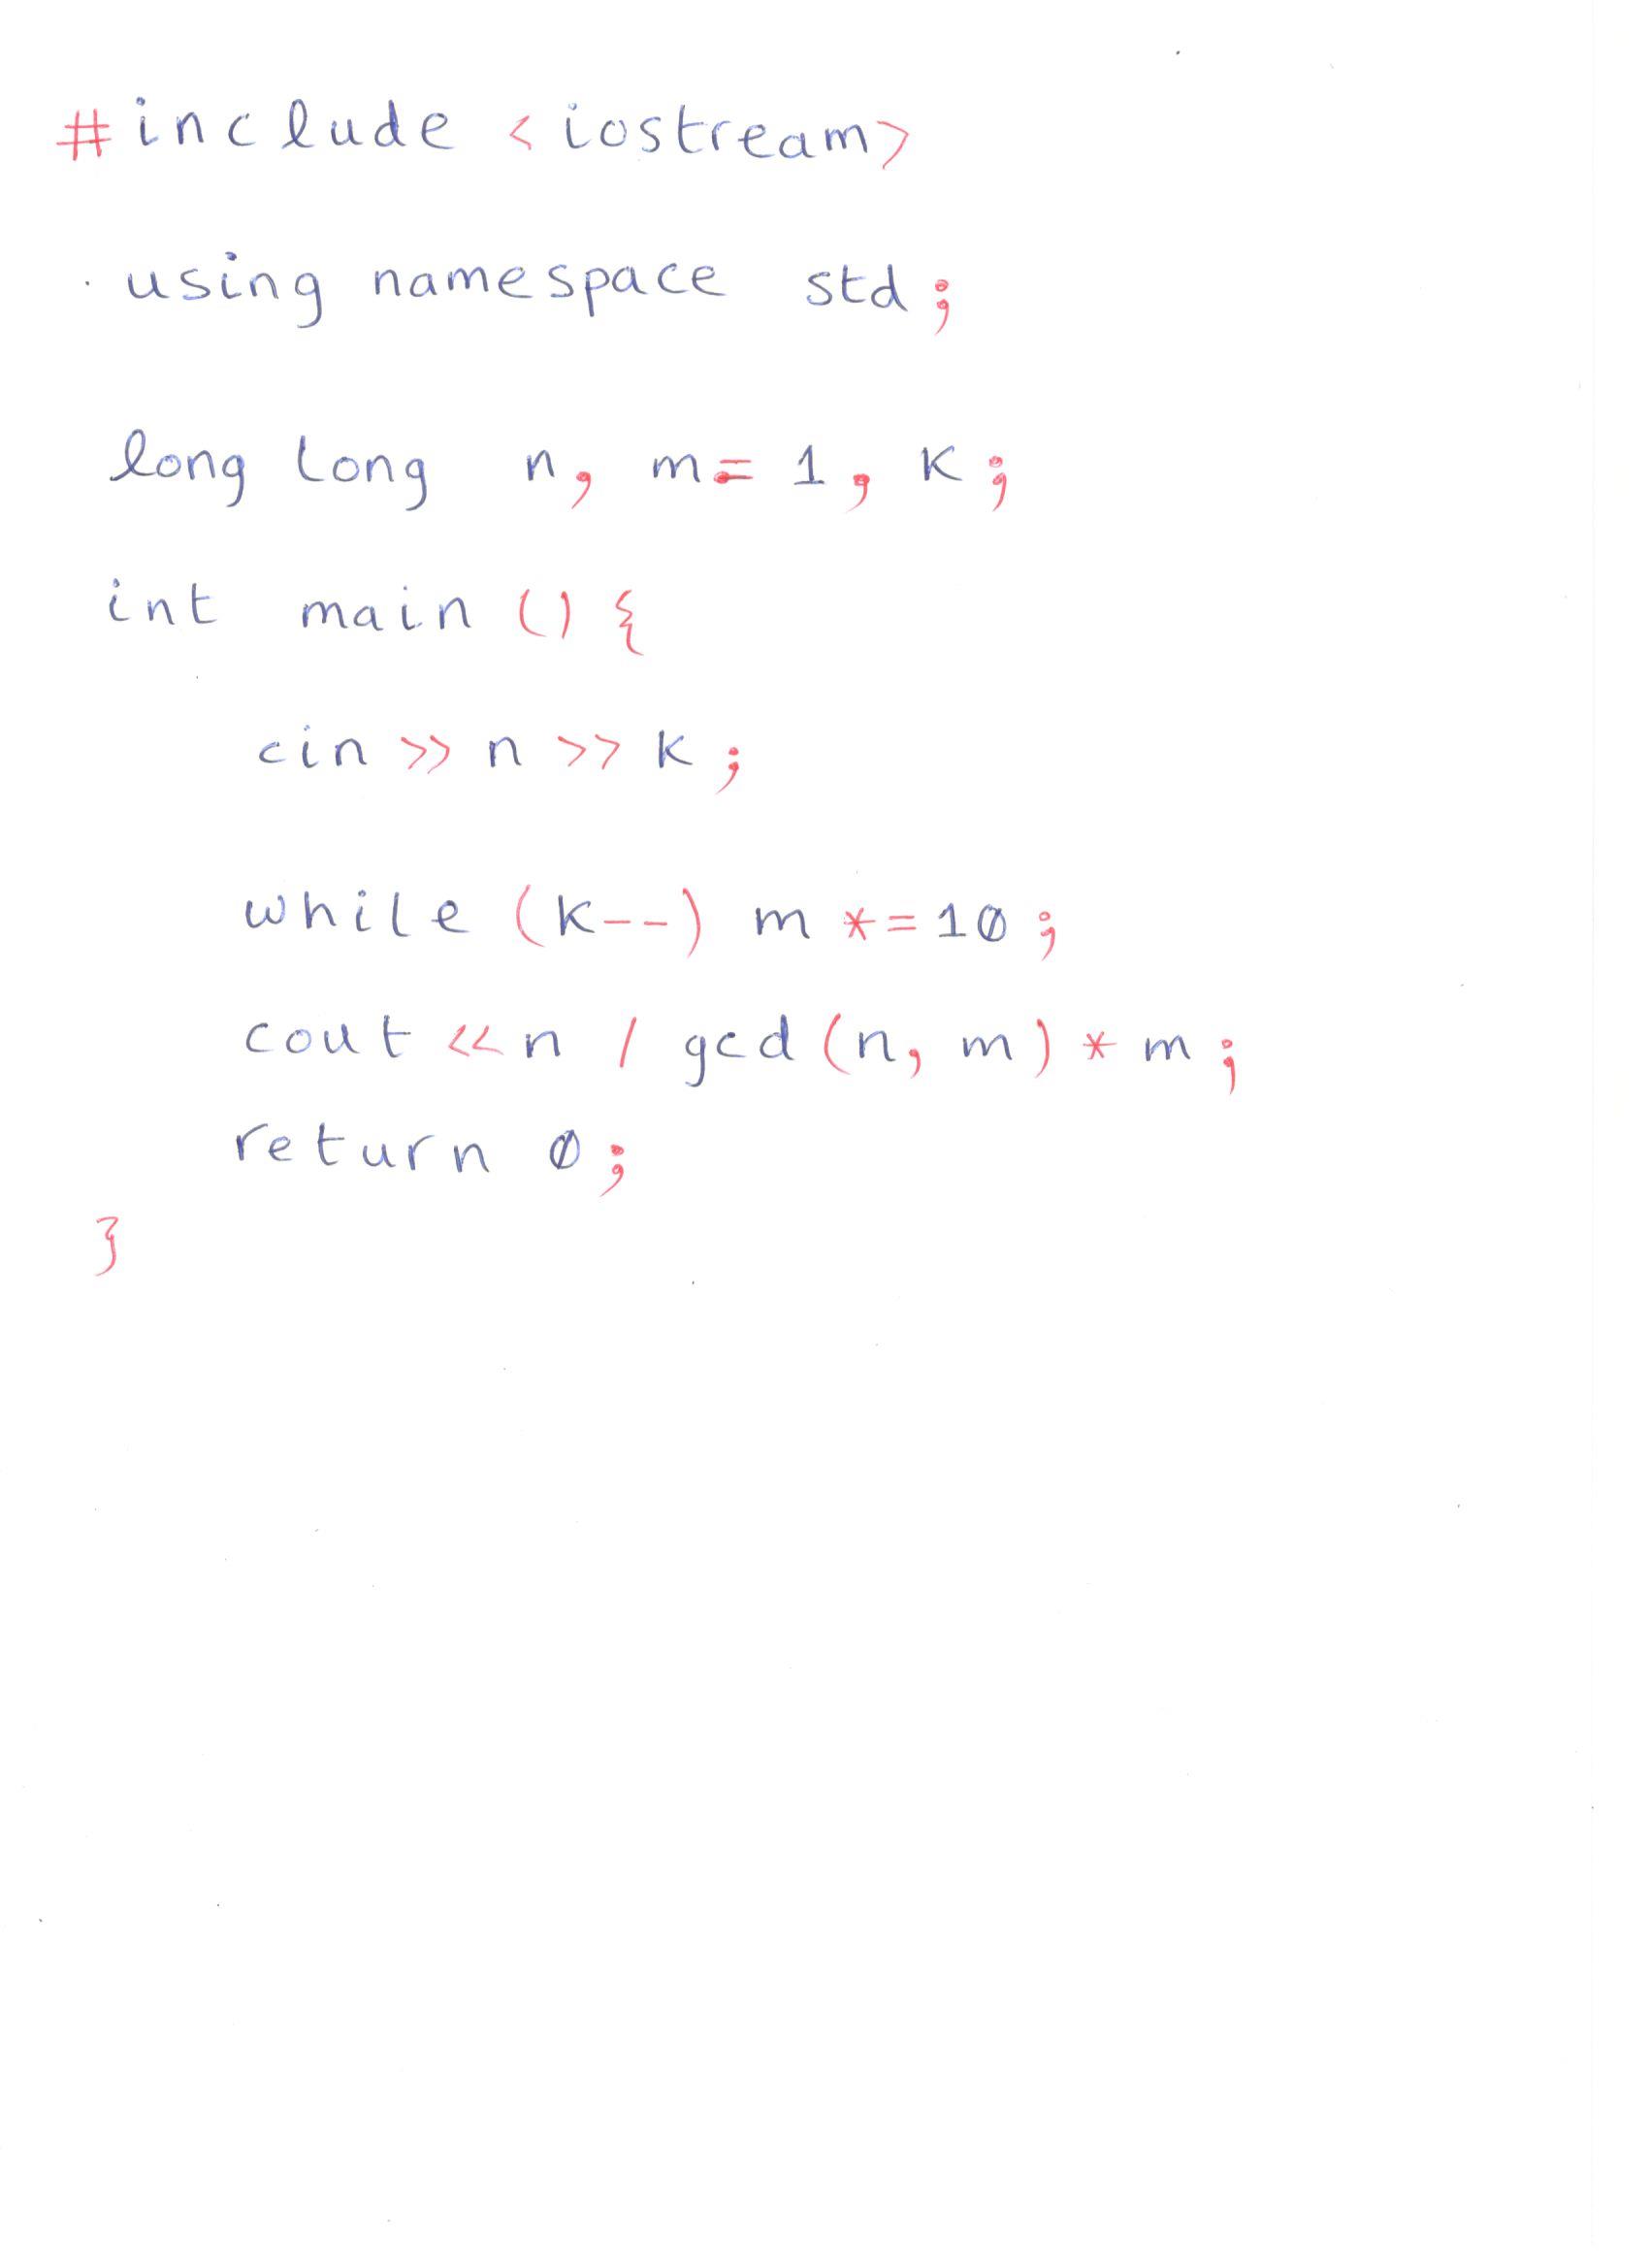 #include <iostream>
using namespace std;
long long n, m=1, k;
int main () {
cin >> n >> k;
while (k--) m *=10;
cout << n / gcd(n, m) * m;
return 0;
}